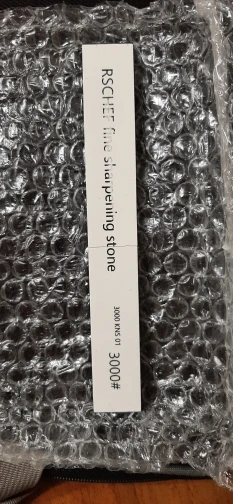 RSCHEF fine sharpening stone
3000 KNS 01 3000#